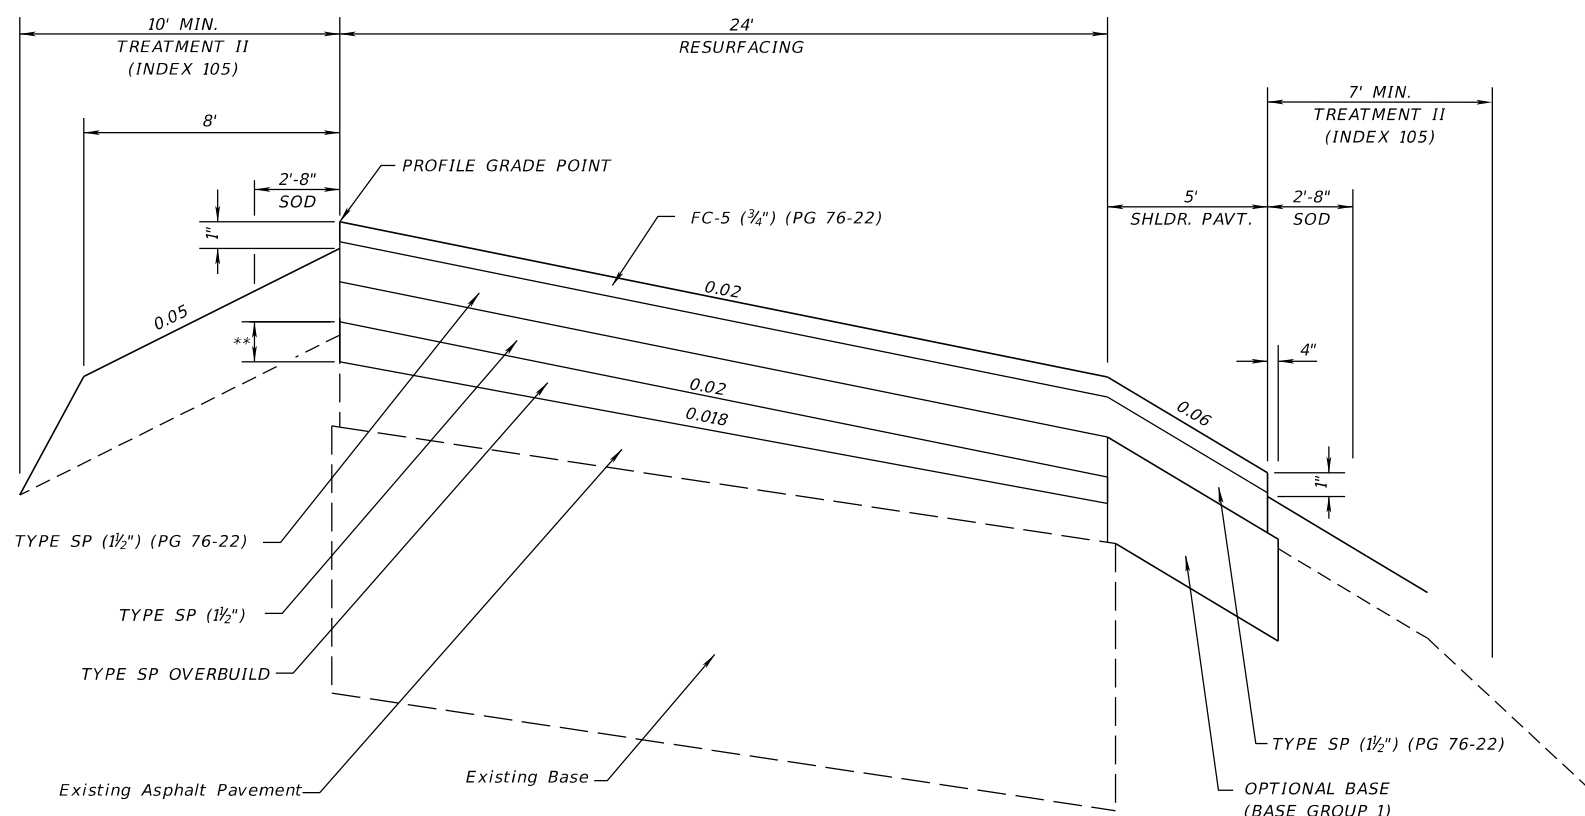 10' MIN.
TREATMENT II
(INDEX 105)
24'
RESURFACING
7' MIN.
TREATMENT II
(INDEX 105)
8'
PROFILE GRADE POINT
2'-8"
SOD
5'
SHLDR. PAVT.
2'-8"
SOD
FC-5 (¾") (PG 76-22)
1"
0.02
0.05
**
4"
0.02
0.018
0.06
1"
TYPE SP (1½") (PG 76-22)
TYPE SP (1½")
TYPE SP OVERBUILD
Existing Asphalt Pavement
Existing Base
TYPE SP (1½") (PG 76-22)
OPTIONAL BASE
(BASE GROUP 1)